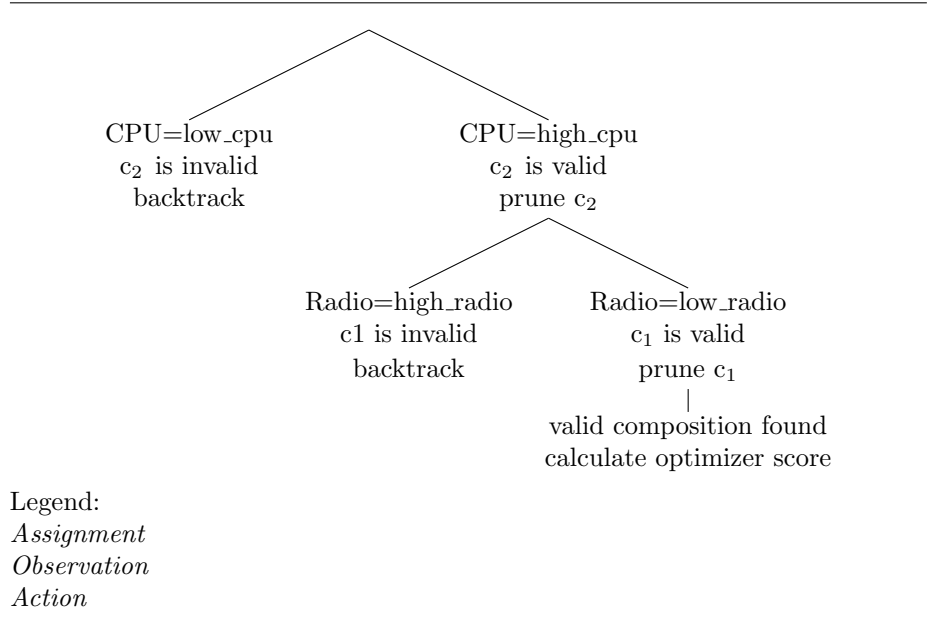 CPU=low_cpu
c₂ is invalid
backtrack
CPU=high_cpu
c₂ is valid
prune c₂
Radio=high_radio
c1 is invalid
backtrack
Radio=low_radio
c₁ is valid
prune c₁
valid composition found
calculate optimizer score
Legend:
Assignment
Observation
Action